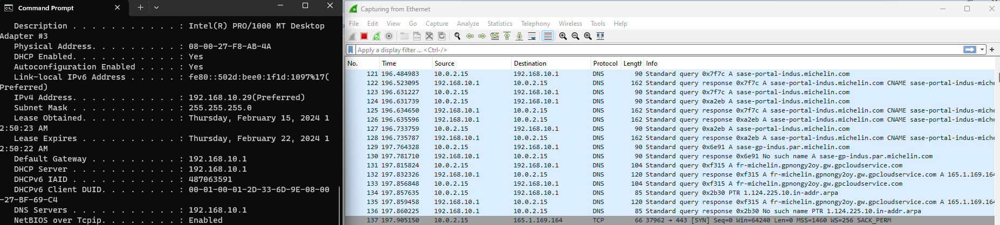 Command Prompt
Description . . . . . . . . . . . : Intel(R) PRO/1000 MT Desktop
Adapter #3
Physical Address. . . . . . . . . : 08-00-27-F8-AB-4A
DHCP Enabled. . . . . . . . . . . : Yes
Autoconfiguration Enabled . . . . : Yes
Link-local IPv6 Address . . . . . : fe80::502d:bee0:1f1d:1097%17(
Preferred)
IPv4 Address. . . . . . . . . . . : 192.168.10.29(Preferred)
Subnet Mask . . . . . . . . . . . : 255.255.255.0
Lease Obtained. . . . . . . . . . : Thursday, February 15, 2024 1
2:50:23 AM
Lease Expires . . . . . . . . . . : Thursday, February 22, 2024 1
2:50:22 AM
Default Gateway . . . . . . . . . : 192.168.10.1
DHCP Server . . . . . . . . . . . : 192.168.10.1
DHCPv6 IAID . . . . . . . . . . . : 487063591
DHCPv6 Client DUID. . . . . . . . : 00-01-00-01-2D-33-6D-9E-08-00
-27-BF-69-C4
DNS Servers . . . . . . . . . . . : 192.168.10.1
NetBIOS over Tcpip. . . . . . . . : Enabled
Capturing from Ethernet
File Edit View Go Capture Analyze Statistics Telephony Wireless Tools Help
Apply a display filter ... <Ctrl-/>
No. Time Source Destination Protocol Length Info
121 196.484983 10.0.2.15 192.168.10.1 DNS 90 Standard query 0x7f7c A sase-portal-indus.michelin.com
122 196.523095 192.168.10.1 10.0.2.15 DNS 162 Standard query response 0x7f7c A sase-portal-indus.michelin.com CNAME sase-portal-indus-miche
123 196.631227 10.0.2.15 192.168.10.1 DNS 90 Standard query 0x7f7c A sase-portal-indus.michelin.com
124 196.631739 10.0.2.15 192.168.10.1 DNS 90 Standard query 0xa2eb A sase-portal-indus.michelin.com
125 196.634650 192.168.10.1 10.0.2.15 DNS 162 Standard query response 0x7f7c A sase-portal-indus.michelin.com CNAME sase-portal-indus-miche
126 196.635596 192.168.10.1 10.0.2.15 DNS 162 Standard query response 0xa2eb A sase-portal-indus.michelin.com CNAME sase-portal-indus-miche
127 196.733759 10.0.2.15 192.168.10.1 DNS 90 Standard query 0xa2eb A sase-portal-indus.michelin.com
128 196.735787 192.168.10.1 10.0.2.15 DNS 162 Standard query response 0xa2eb A sase-portal-indus.michelin.com CNAME sase-portal-indus-miche
129 197.764328 10.0.2.15 192.168.10.1 DNS 90 Standard query 0x6e91 A sase-gp-indus.par.michelin.com
130 197.781710 192.168.10.1 10.0.2.15 DNS 90 Standard query response 0x6e91 No such name A sase-gp-indus.par.michelin.com
131 197.815824 10.0.2.15 192.168.10.1 DNS 104 Standard query 0xf315 A fr-michelin.gpnongy2oy.gw.gpcloudservice.com
132 197.832326 192.168.10.1 10.0.2.15 DNS 120 Standard query response 0xf315 A fr-michelin.gpnongy2oy.gw.gpcloudservice.com A 165.1.169.164
133 197.856848 10.0.2.15 192.168.10.1 DNS 104 Standard query 0xf315 A fr-michelin.gpnongy2oy.gw.gpcloudservice.com
134 197.857635 10.0.2.15 192.168.10.1 DNS 85 Standard query 0x2b30 PTR 1.124.225.10.in-addr.arpa
135 197.859458 192.168.10.1 10.0.2.15 DNS 120 Standard query response 0xf315 A fr-michelin.gpnongy2oy.gw.gpcloudservice.com A 165.1.169.164
136 197.860225 192.168.10.1 10.0.2.15 DNS 85 Standard query response 0x2b30 No such name PTR 1.124.225.10.in-addr.arpa
137 197.905150 10.0.2.15 165.1.169.164 TCP 66 37962 → 443 [SYN] Seq=0 Win=64240 Len=0 MSS=1460 WS=256 SACK_PERM